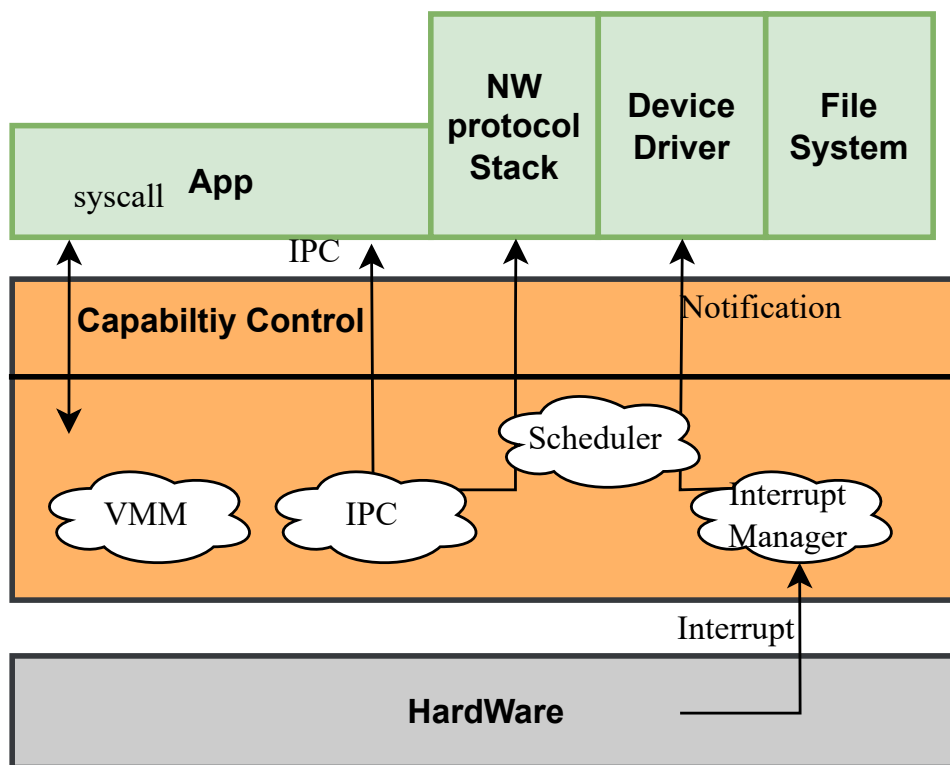 NW
protocol
Stack
Device
Driver
File
System
App
syscall
IPC
Notification
Capabiltiy Control
Scheduler
VMM
IPC
Interrupt
Manager
Interrupt
HardWare